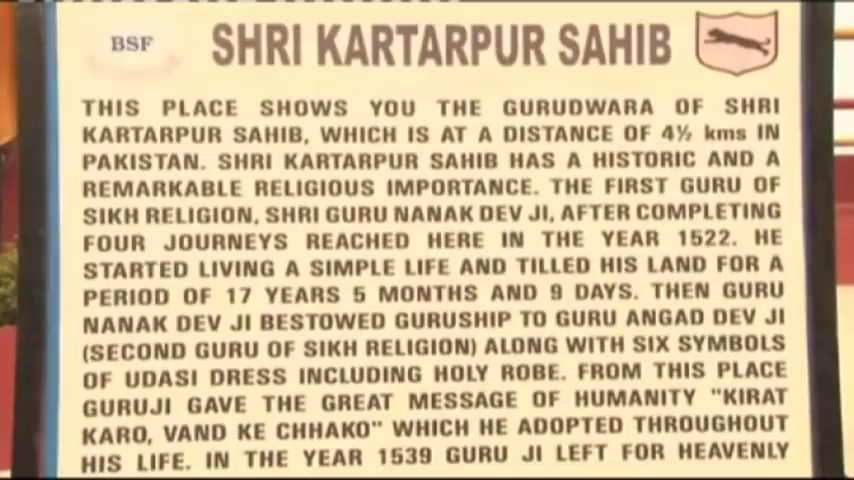 BSF
SHRI KARTARPUR SAHIB
THIS PLACE SHOWS YOU THE GURUDWARA OF SHRI
KARTARPUR SAHIB, WHICH IS AT A DISTANCE OF 4½ kms IN
PAKISTAN. SHRI KARTARPUR SAHIB HAS A HISTORIC AND A
REMARKABLE RELIGIOUS IMPORTANCE. THE FIRST GURU OF
SIKH RELIGION, SHRI GURU NANAK DEV JI, AFTER COMPLETING
FOUR JOURNEYS REACHED HERE IN THE YEAR 1522. HE
STARTED LIVING A SIMPLE LIFE AND TILLED HIS LAND FOR A
PERIOD OF 17 YEARS 5 MONTHS AND 9 DAYS. THEN GURU
NANAK DEV JI BESTOWED GURUSHIP TO GURU ANGAD DEV JI
(SECOND GURU OF SIKH RELIGION) ALONG WITH SIX SYMBOLS
OF UDASI DRESS INCLUDING HOLY ROBE. FROM THIS PLACE
GURUJI GAVE THE GREAT MESSAGE OF HUMANITY "KIRAT
KARO, VAND KE CHHAKO" WHICH HE ADOPTED THROUGHOUT
HIS LIFE. IN THE YEAR 1539 GURU JI LEFT FOR HEAVENLY